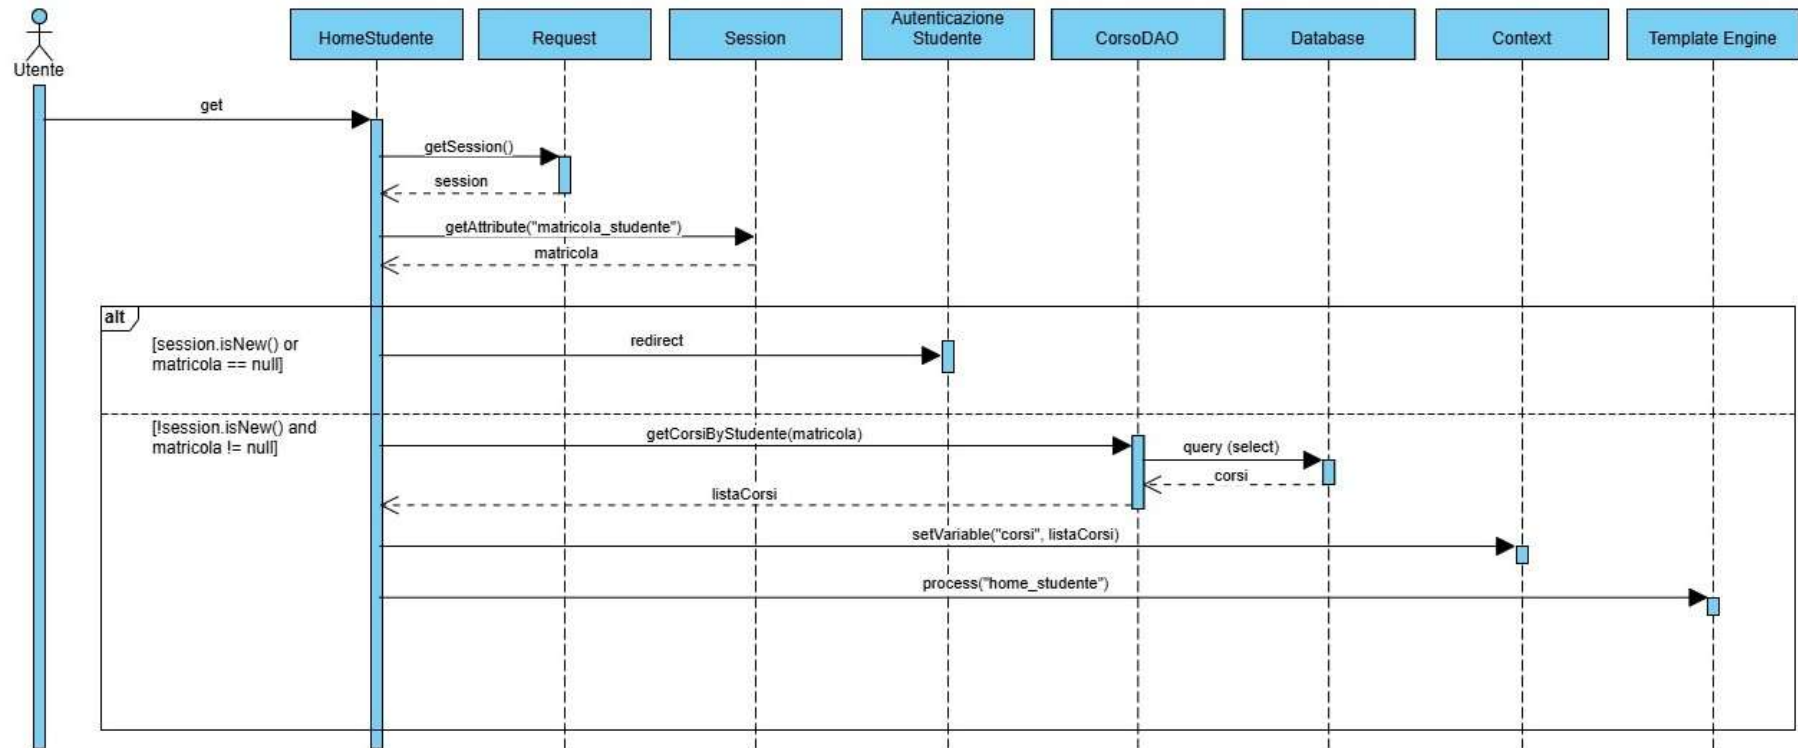 Utente
HomeStudente
Request
Session
Autenticazione
Studente
CorsoDAO
Database
Context
Template Engine
get
getSession()
session
getAttribute("matricola_studente")
matricola
alt
[session.isNew() or
matricola == null]
redirect
[!session.isNew() and
matricola != null]
getCorsiByStudente(matricola)
query (select)
corsi
listaCorsi
setVariable("corsi", listaCorsi)
process("home_studente")